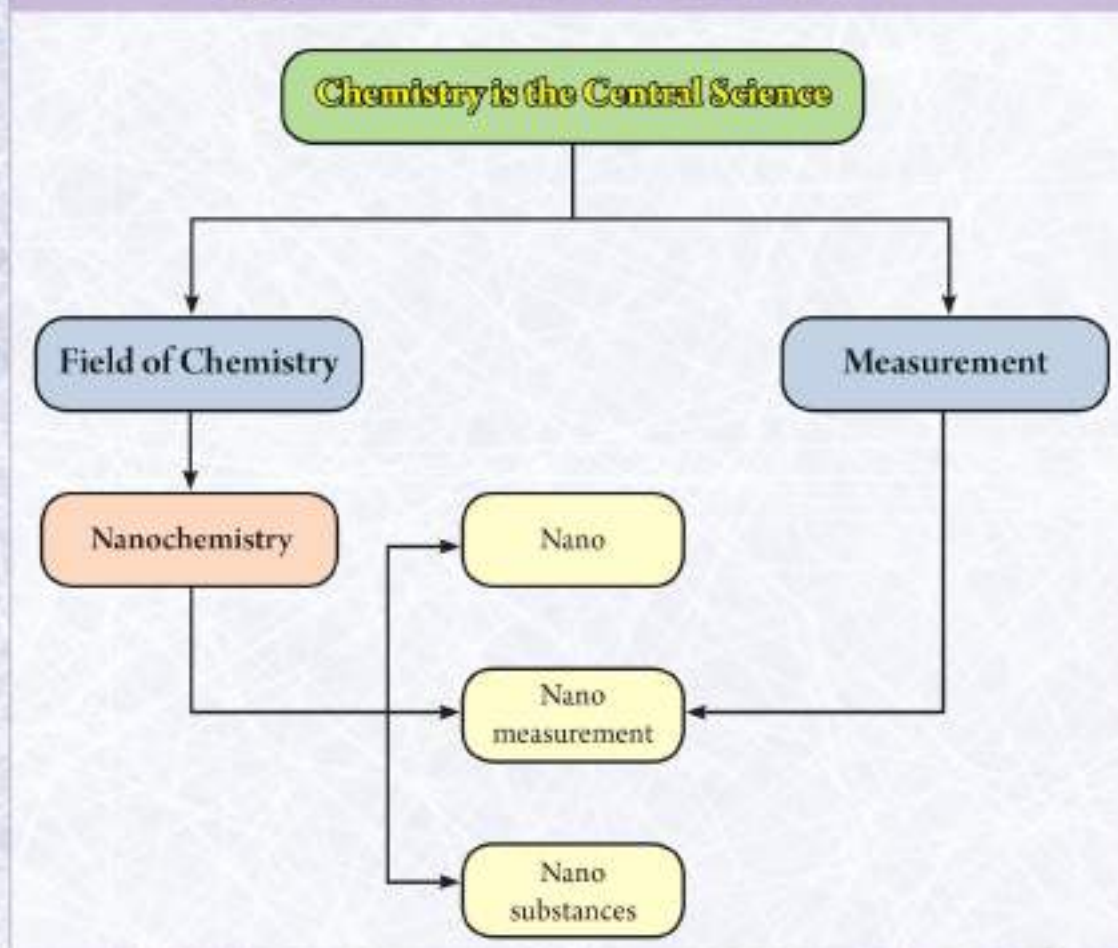 Chemistry is the Central Science
Field of Chemistry
Measurement
Nanochemistry
Nano
Nano
measurement
Nano
substances